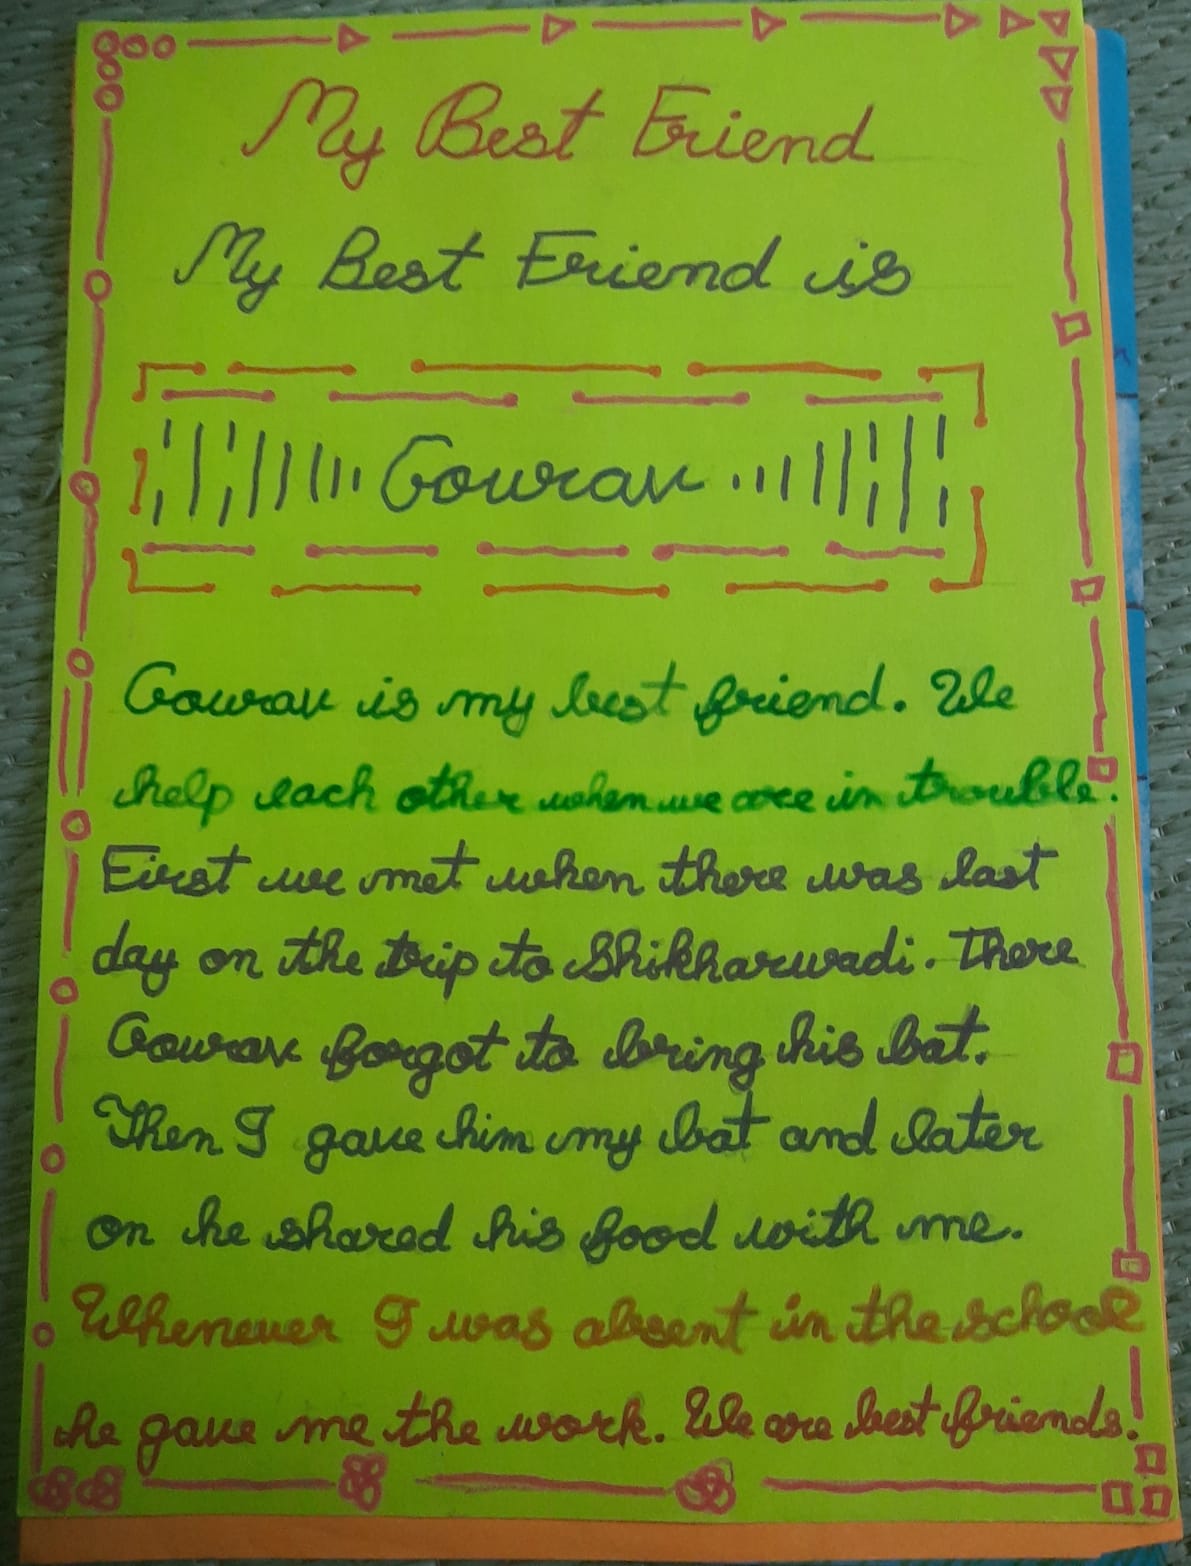 My Best Friend
My Best Friend is
Gourav
Gourav is my best friend. We
help each other when we are in trouble.
First we met when there was last
day on the trip to Shikharwadi. There
Gourav forgot to bring his bat.
Then I gave him my bat and later
on he shared his food with me.
Whenever I was absent in the school
he gave me the work. We are best friends.